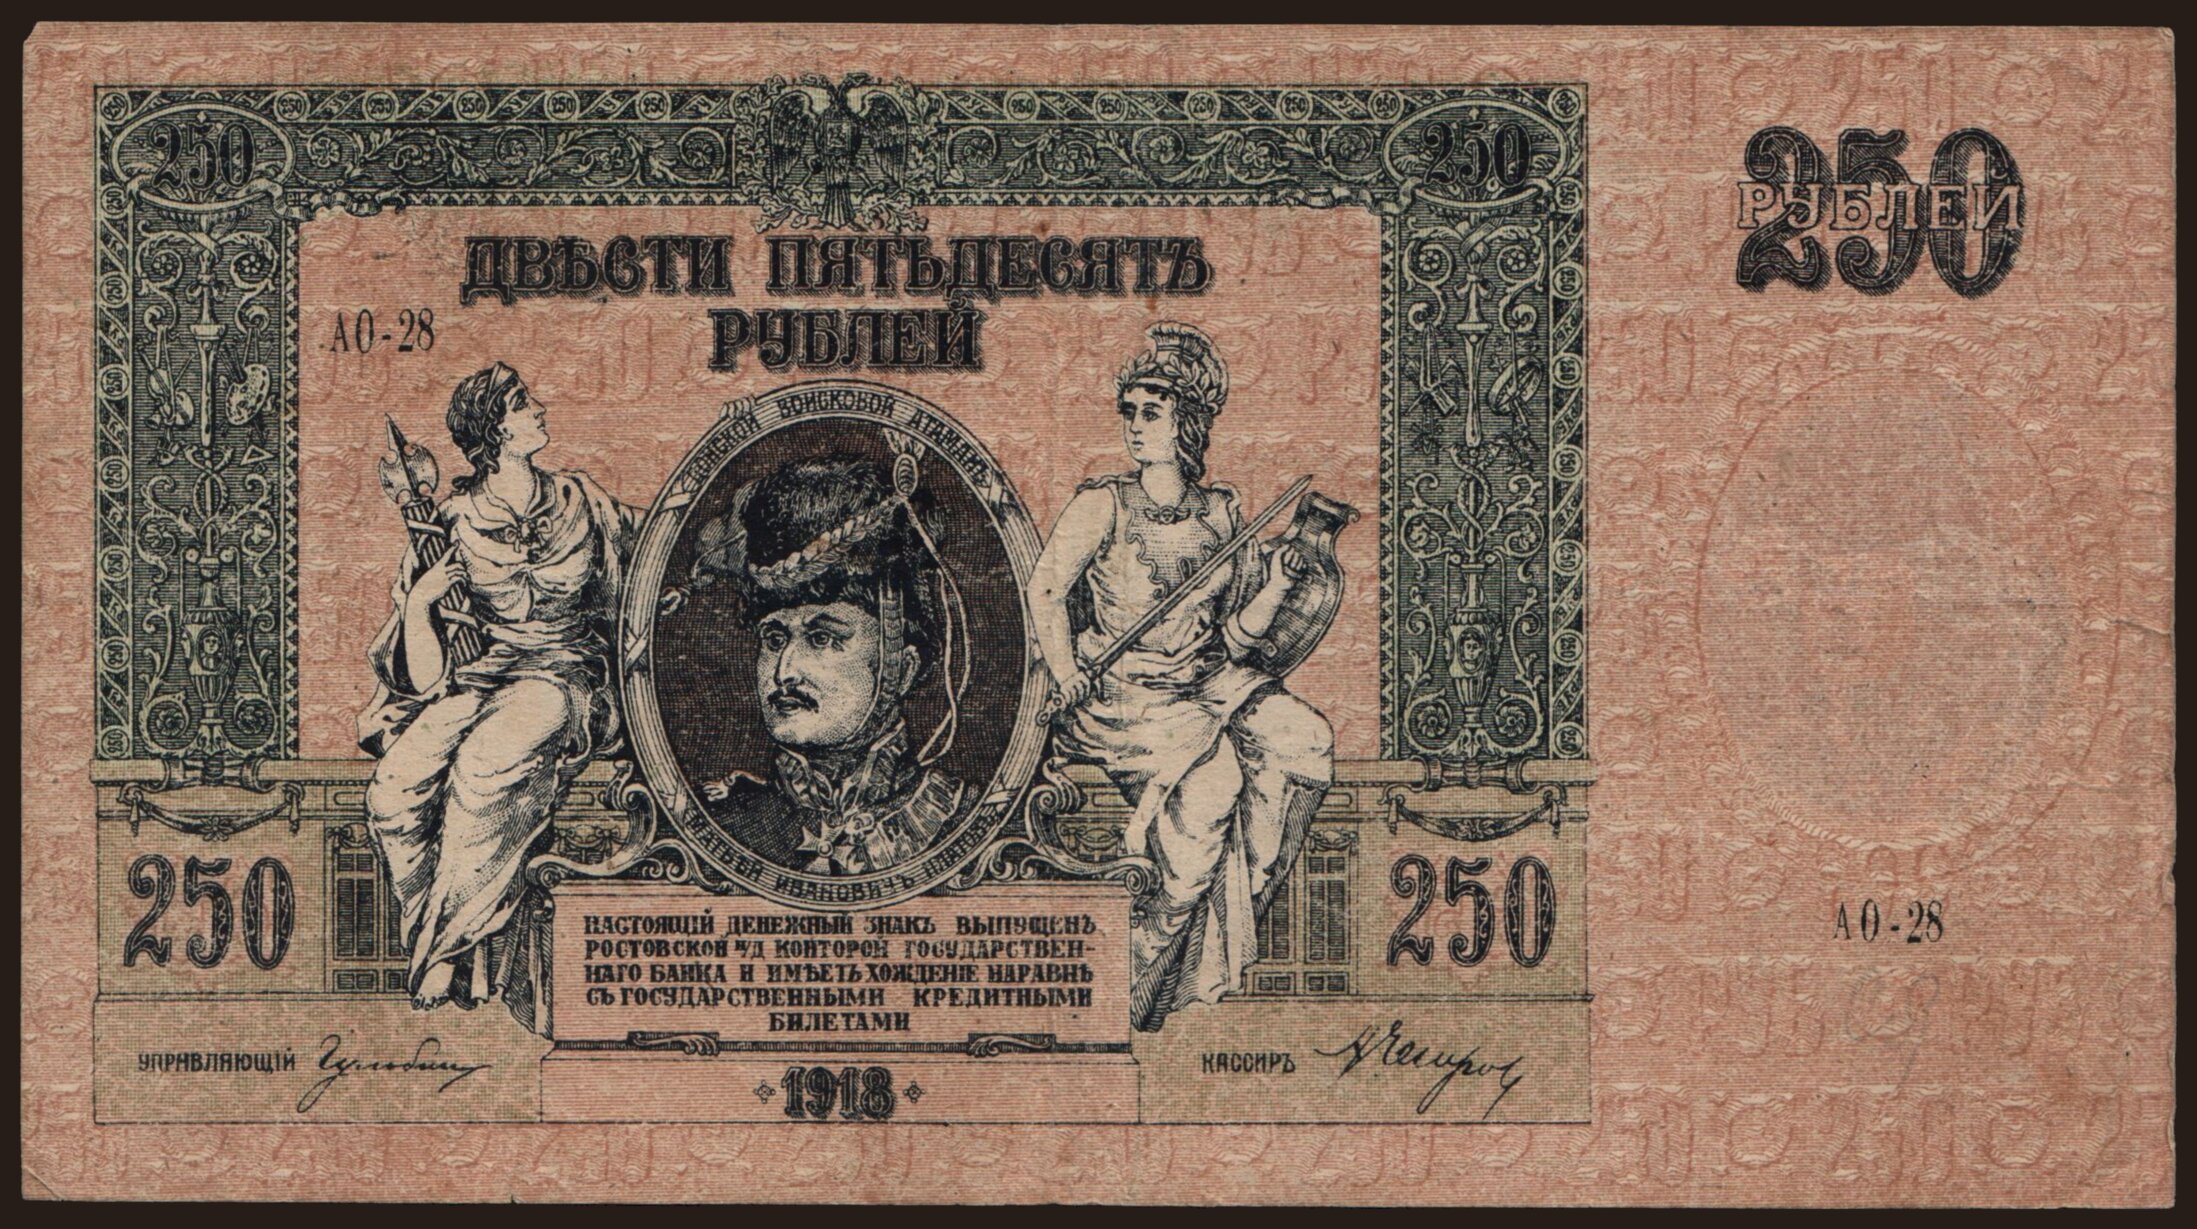 250
250
250
РУБЛЕЙ
ДВѢСТИ ПЯТЬДЕСЯТЪ
РУБЛЕЙ
АО-28
ДОНСКОЙ ВОЙСКОВОЙ АТАМАНЪ
МАТВѢЙ ИВАНОВИЧЪ ПЛАТОВЪ
250
250
НАСТОЯЩІЙ ДЕНЕЖНЫЙ ЗНАКЪ ВЫПУЩЕНЪ
РОСТОВСКОЙ Н/Д КОНТОРОЙ ГОСУДАРСТВЕН-
НАГО БАНКА И ИМѢЕТЪ ХОЖДЕНІЕ НАРАВНѢ
СЪ ГОСУДАРСТВЕННЫМИ КРЕДИТНЫМИ
БИЛЕТАМИ
АО-28
УПРАВЛЯЮЩІЙ
КАССИРЪ
1918